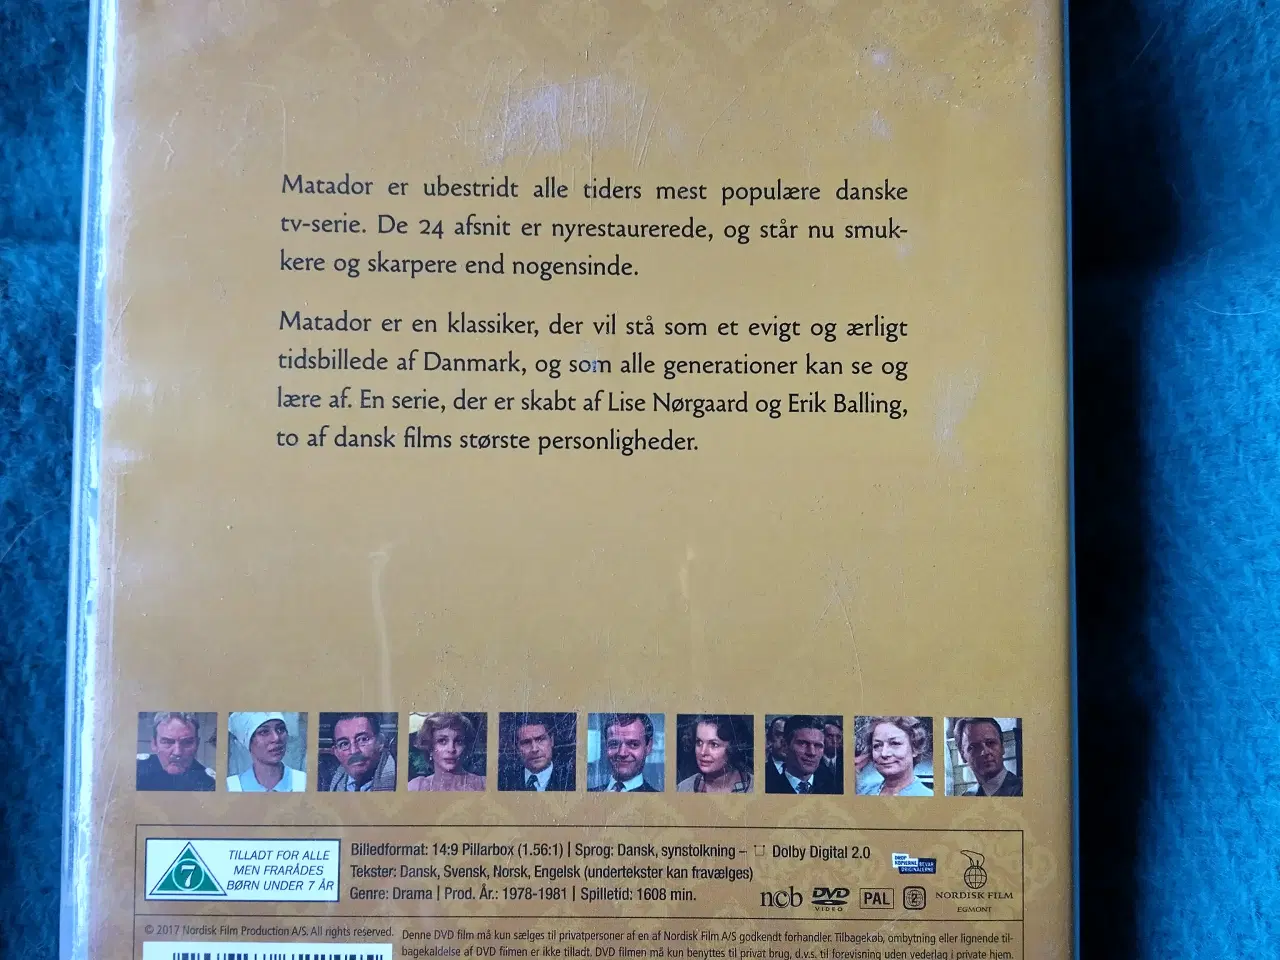 Matador er ubestridt alle tiders mest populære danske
tv-serie. De 24 afsnit er nyrestaurerede, og står nu smuk-
kere og skarpere end nogensinde.
Matador er en klassiker, der vil stå som et evigt og ærligt
tidsbillede af Danmark, og som alle generationer kan se og
lære af. En serie, der er skabt af Lise Nørgaard og Erik Balling,
to af dansk films største personligheder.
7
TILLADT FOR ALLE
MEN FRARÅDES
BØRN UNDER 7 ÅR
Billedformat: 14:9 Pillarbox (1.56:1) | Sprog: Dansk, synstolkning – Dolby Digital 2.0
Tekster: Dansk, Svensk, Norsk, Engelsk (undertekster kan fravælges)
Genre: Drama | Prod. År.: 1978-1981 | Spilletid: 1608 min.
DROP KOPIERNE BEVAR ORIGINALERNE
ncb DVD VIDEO PAL 2 NORDISK FILM
EGMONT
© 2017 Nordisk Film Production A/S. All rights reserved.
Denne DVD film må kun sælges til privatpersoner af en af Nordisk Film A/S godkendt forhandler. Tilbagekøb, ombytning eller lignende til-
bagekaldelse af DVD filmen er ikke tilladt. DVD filmen må kun benyttes til privat brug, d.v.s. til forevisning uden vederlag i private hjem.